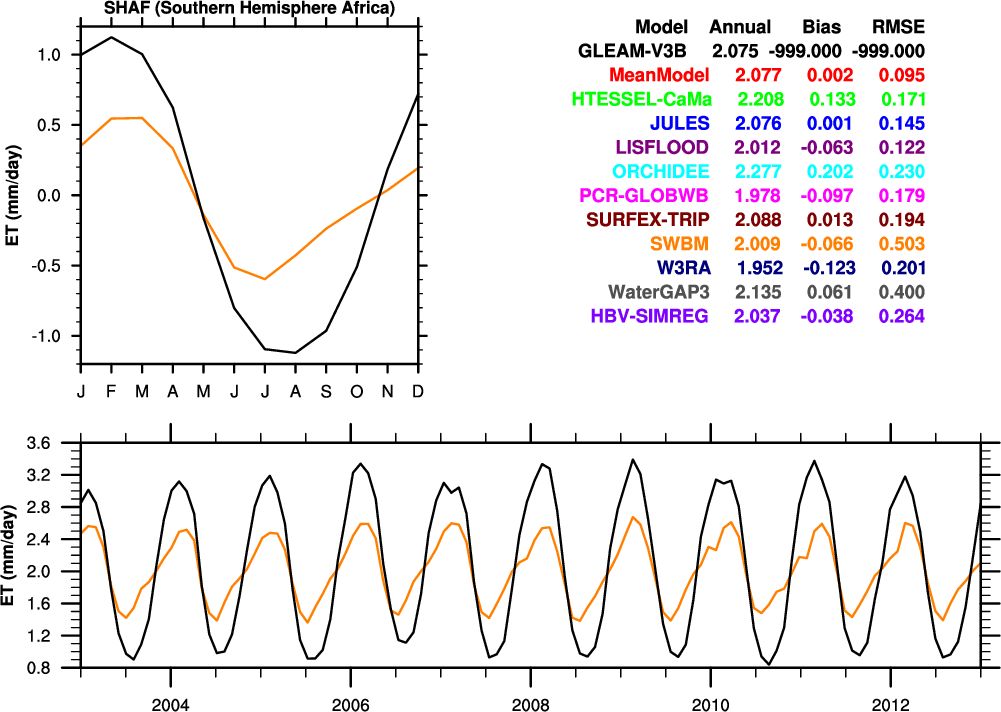 SHAF (Southern Hemisphere Africa)
Model Annual Bias RMSE
GLEAM-V3B 2.075 -999.000 -999.000
MeanModel 2.077 0.002 0.095
HTESSEL-CaMa 2.208 0.133 0.171
JULES 2.076 0.001 0.145
LISFLOOD 2.012 -0.063 0.122
ORCHIDEE 2.277 0.202 0.230
PCR-GLOBWB 1.978 -0.097 0.179
SURFEX-TRIP 2.088 0.013 0.194
SWBM 2.009 -0.066 0.503
W3RA 1.952 -0.123 0.201
WaterGAP3 2.135 0.061 0.400
HBV-SIMREG 2.037 -0.038 0.264
ET (mm/day)
1.0
0.5
0.0
-0.5
-1.0
J F M A M J J A S O N D
ET (mm/day)
3.6
3.2
2.8
2.4
2.0
1.6
1.2
0.8
2004 2006 2008 2010 2012